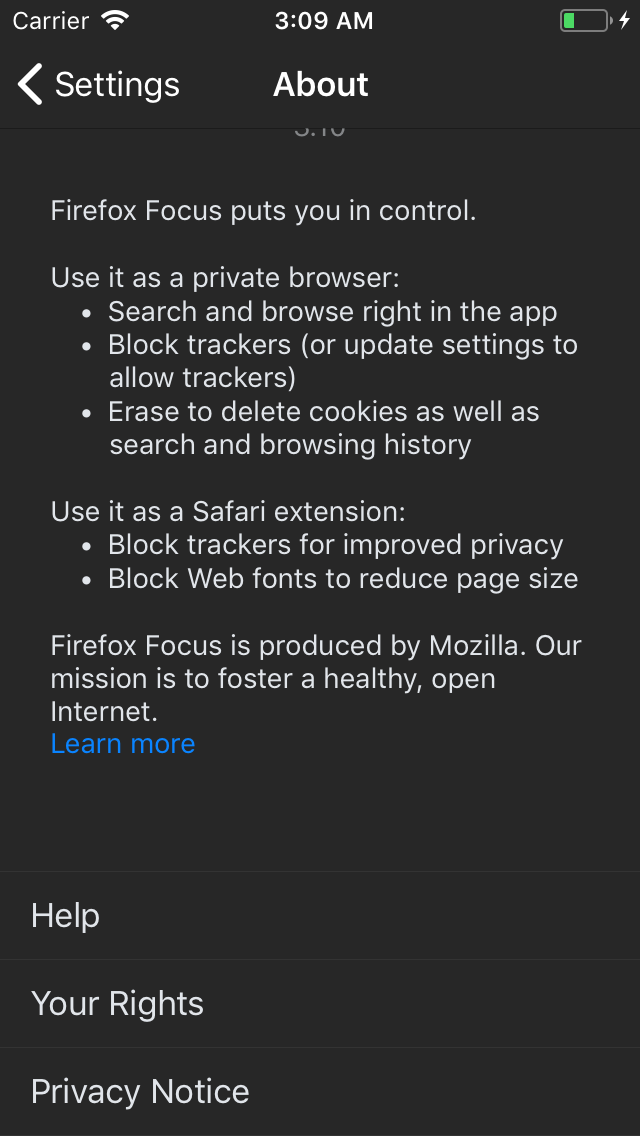 Carrier 3:09 AM
Settings About
Firefox Focus puts you in control.
Use it as a private browser:
• Search and browse right in the app
• Block trackers (or update settings to
allow trackers)
• Erase to delete cookies as well as
search and browsing history
Use it as a Safari extension:
• Block trackers for improved privacy
• Block Web fonts to reduce page size
Firefox Focus is produced by Mozilla. Our
mission is to foster a healthy, open
Internet.
Learn more
Help
Your Rights
Privacy Notice